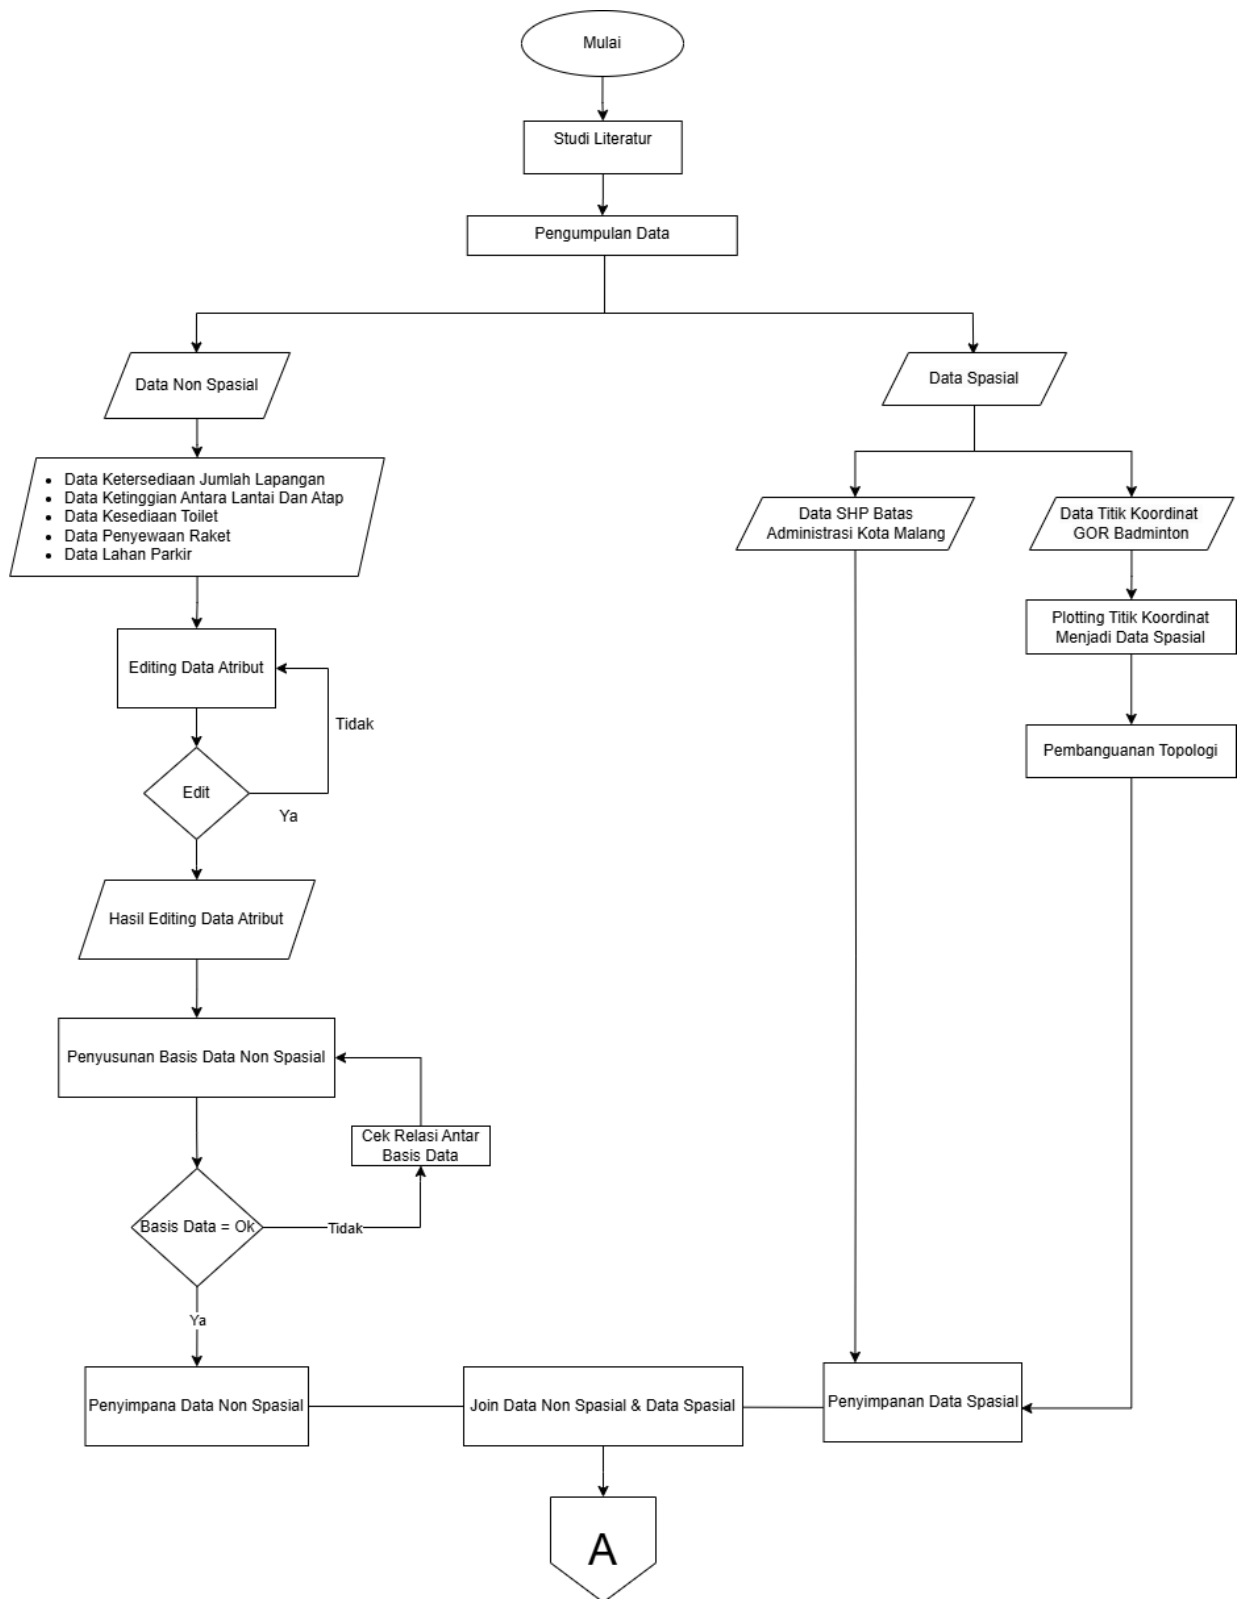 Mulai
Studi Literatur
Pengumpulan Data
Data Non Spasial
Data Spasial
• Data Ketersediaan Jumlah Lapangan
• Data Ketinggian Antara Lantai Dan Atap
• Data Kesediaan Toilet
• Data Penyewaan Raket
• Data Lahan Parkir
Data SHP Batas
Administrasi Kota Malang
Data Titik Koordinat
GOR Badminton
Plotting Titik Koordinat
Menjadi Data Spasial
Editing Data Atribut
Tidak
Pembanguanan Topologi
Edit
Ya
Hasil Editing Data Atribut
Penyusunan Basis Data Non Spasial
Cek Relasi Antar
Basis Data
Basis Data = Ok
Tidak
Ya
Penyimpana Data Non Spasial
Join Data Non Spasial & Data Spasial
Penyimpanan Data Spasial
A